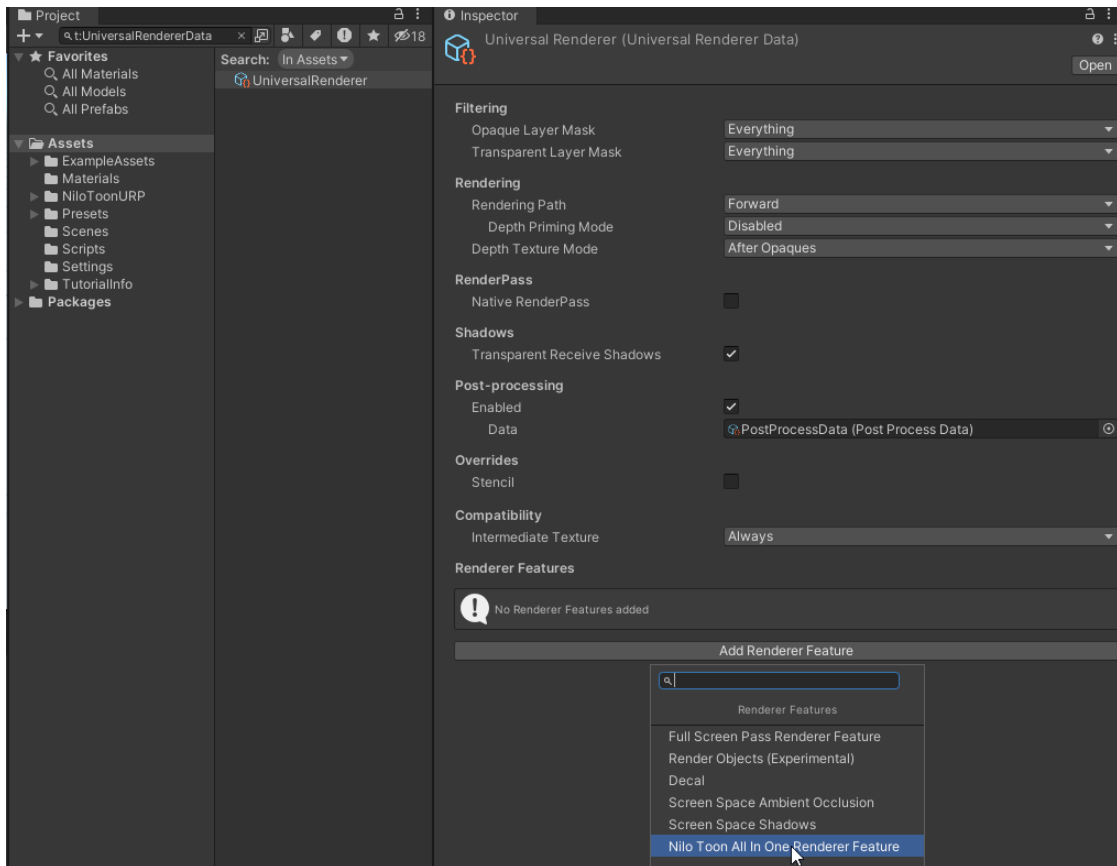 Project
t:UniversalRendererData
18
Favorites
All Materials
All Models
All Prefabs
Assets
ExampleAssets
Materials
NiloToonURP
Presets
Scenes
Scripts
Settings
TutorialInfo
Packages
Search: In Assets
UniversalRenderer
Inspector
Universal Renderer (Universal Renderer Data)
Open
Filtering
Opaque Layer Mask Everything
Transparent Layer Mask Everything
Rendering
Rendering Path Forward
Depth Priming Mode Disabled
Depth Texture Mode After Opaques
RenderPass
Native RenderPass
Shadows
Transparent Receive Shadows
Post-processing
Enabled
Data PostProcessData (Post Process Data)
Overrides
Stencil
Compatibility
Intermediate Texture Always
Renderer Features
No Renderer Features added
Add Renderer Feature
Renderer Features
Full Screen Pass Renderer Feature
Render Objects (Experimental)
Decal
Screen Space Ambient Occlusion
Screen Space Shadows
Nilo Toon All In One Renderer Feature